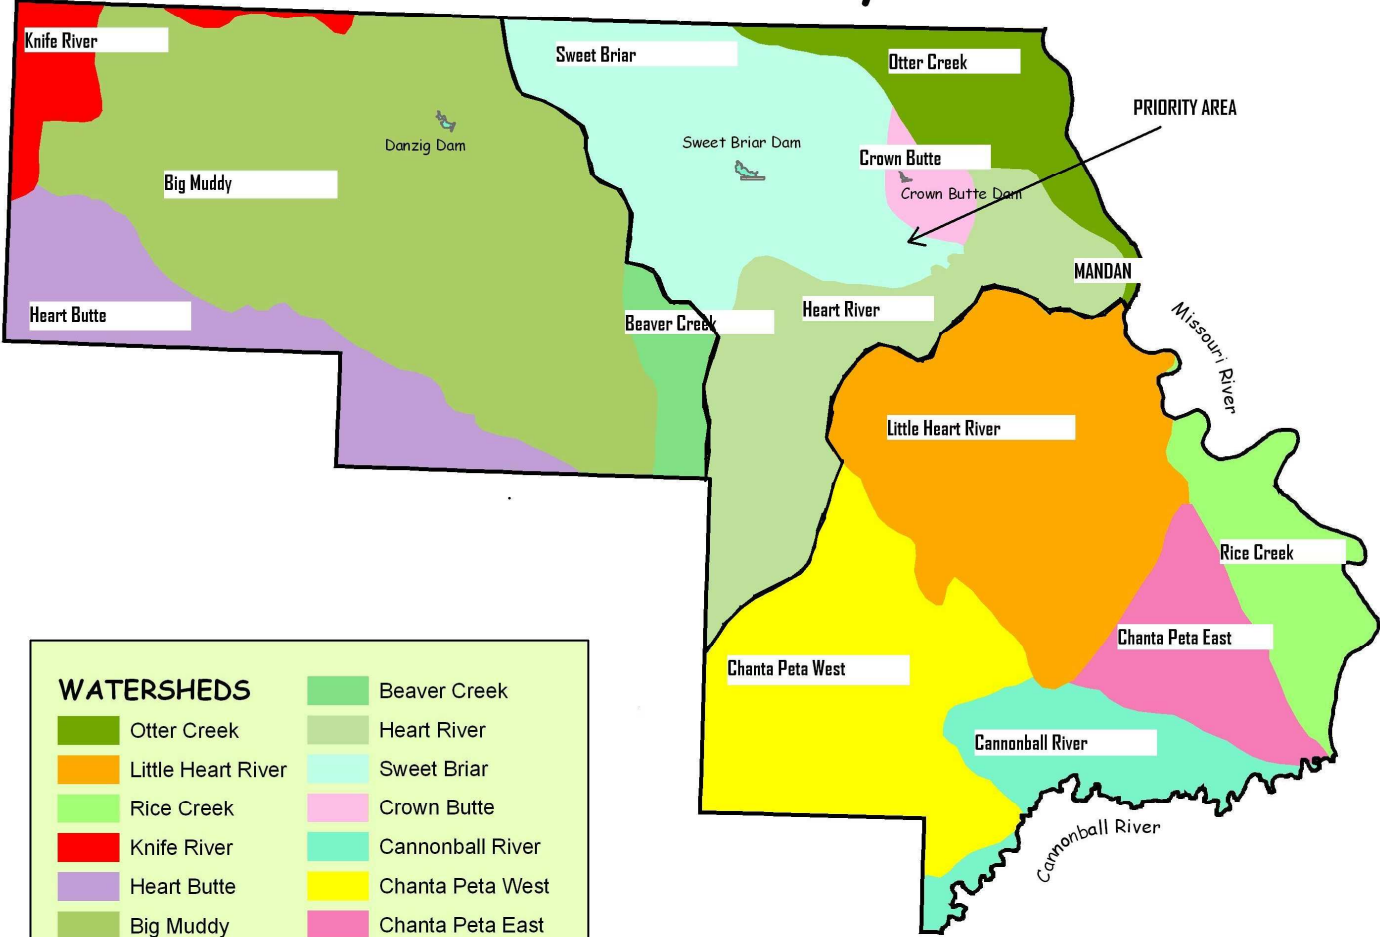 Knife River
Sweet Briar
Otter Creek
PRIORITY AREA
Danzig Dam
Sweet Briar Dam
Crown Butte
Big Muddy
Crown Butte Dam
MANDAN
Heart Butte
Beaver Creek
Heart River
Missouri River
Little Heart River
Rice Creek
Chanta Peta East
Chanta Peta West
Cannonball River
Cannonball River
WATERSHEDS
Otter Creek
Little Heart River
Rice Creek
Knife River
Heart Butte
Big Muddy
Beaver Creek
Heart River
Sweet Briar
Crown Butte
Cannonball River
Chanta Peta West
Chanta Peta East